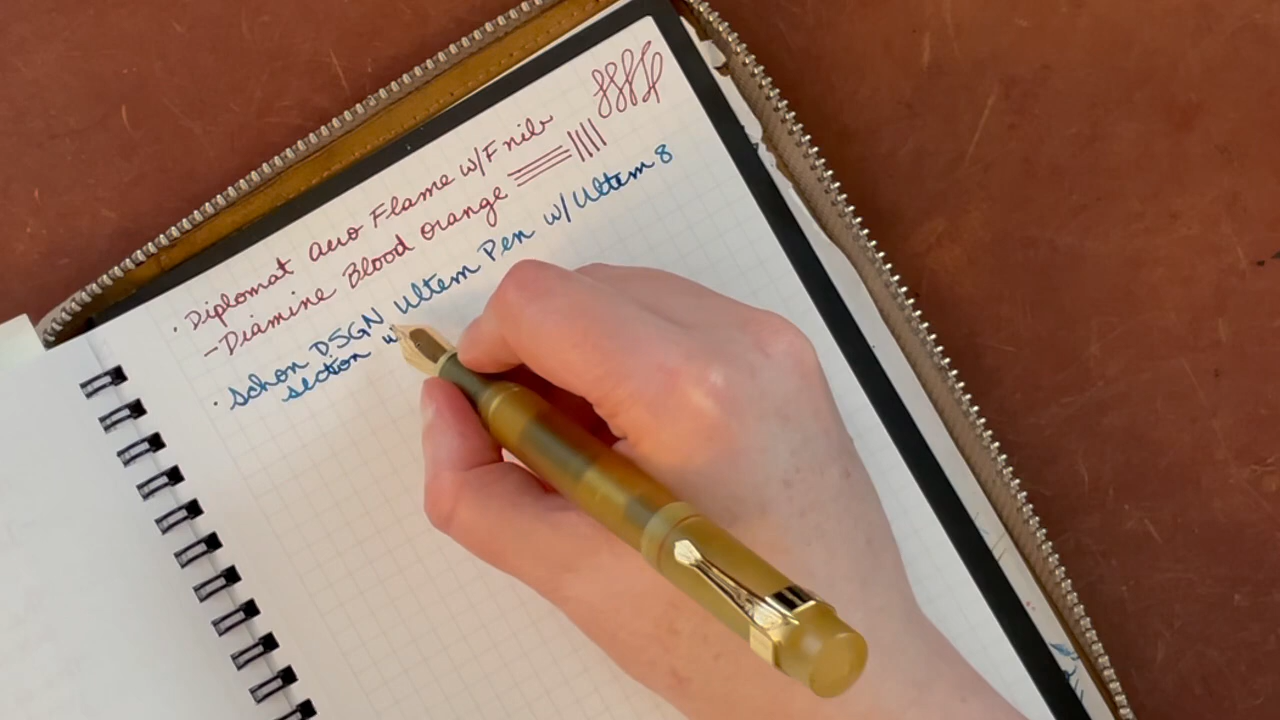 · Diplomat Aero Flame w/F nib
- Diamine Blood orange
· Schon DSGN Ultem Pen w/Ultem 8
section w